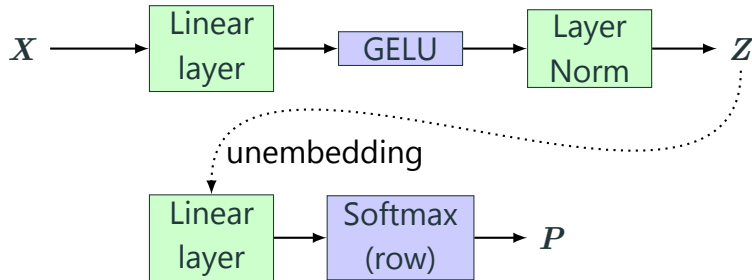 X
Linear
layer
GELU
Layer
Norm
Z
unembedding
Linear
layer
Softmax
(row)
P